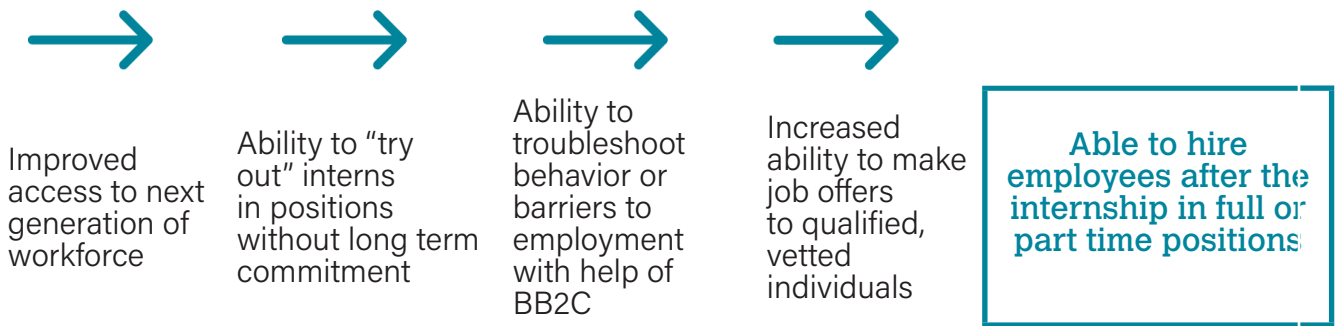 Improved
access to next
generation of
workforce
Ability to “try
out” interns
in positions
without long term
commitment
Ability to
troubleshoot
behavior or
barriers to
employment
with help of
BB2C
Increased
ability to make
job offers
to qualified,
vetted
individuals
Able to hire
employees after the
internship in full or
part time positions